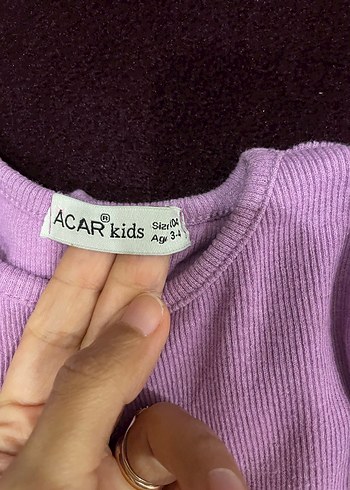 ACAR® kids
Size 104
Age 3-4